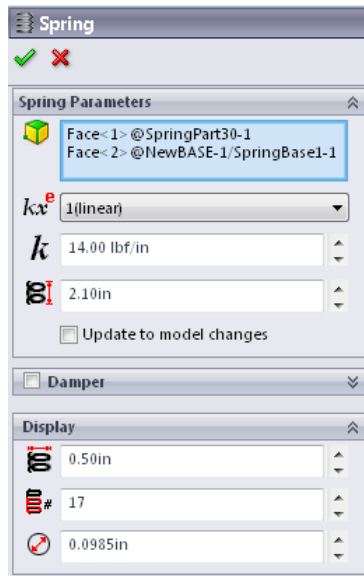 Spring
Spring Parameters
Face<1>@SpringPart30-1
Face<2>@NewBASE-1/SpringBase1-1
kxe 1(linear)
k 14.00 lbf/in
2.10in
Update to model changes
Damper
Display
0.50in
# 17
0.0985in